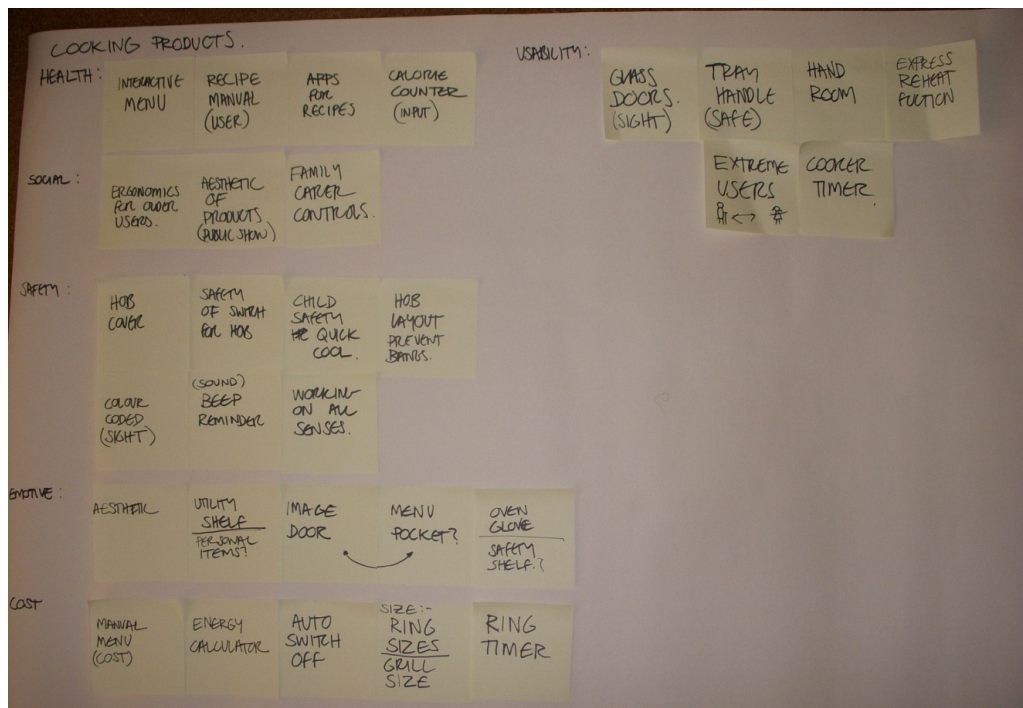 COOKING PRODUCTS.
HEALTH:
INTERACTIVE
MENU
RECIPE
MANUAL
(USER)
APPS
FOR
RECIPES
CALORIE
COUNTER
(INPUT)
USABILITY:
GLASS
DOORS.
(SIGHT)
TRAY
HANDLE
(SAFE)
HAND
ROOM
EXPRESS
REHEAT
FUCTION
EXTREME
USERS
COOKER
TIMER.
SOCIAL:
ERGONOMICS
FOR OLDER
USERS.
AESTHETIC
OF
PRODUCTS
(PUBLIC SHOW)
FAMILY
CARER
CONTROLS.
SAFETY:
HOB
COVER
SAFETY
OF SWITCH
FOR HOB
CHILD
SAFETY
QUICK
COOL.
HOB
LAYOUT
PREVENT
BANGS.
COLOUR
CODED
(SIGHT)
(SOUND)
BEEP
REMINDER
WORKING
ON ALL
SENSES.
EMOTIVE:
AESTHETIC
UTILITY
SHELF
PERSONAL
ITEMS?
IMAGE
DOOR
MENU
POCKET?
OVEN
GLOVE
SAFETY
SHELF.?
COST
MANUAL
MENU
(COST)
ENERGY
CALCULATOR
AUTO
SWITCH
OFF
SIZE:-
RING
SIZES
GRILL
SIZE
RING
TIMER